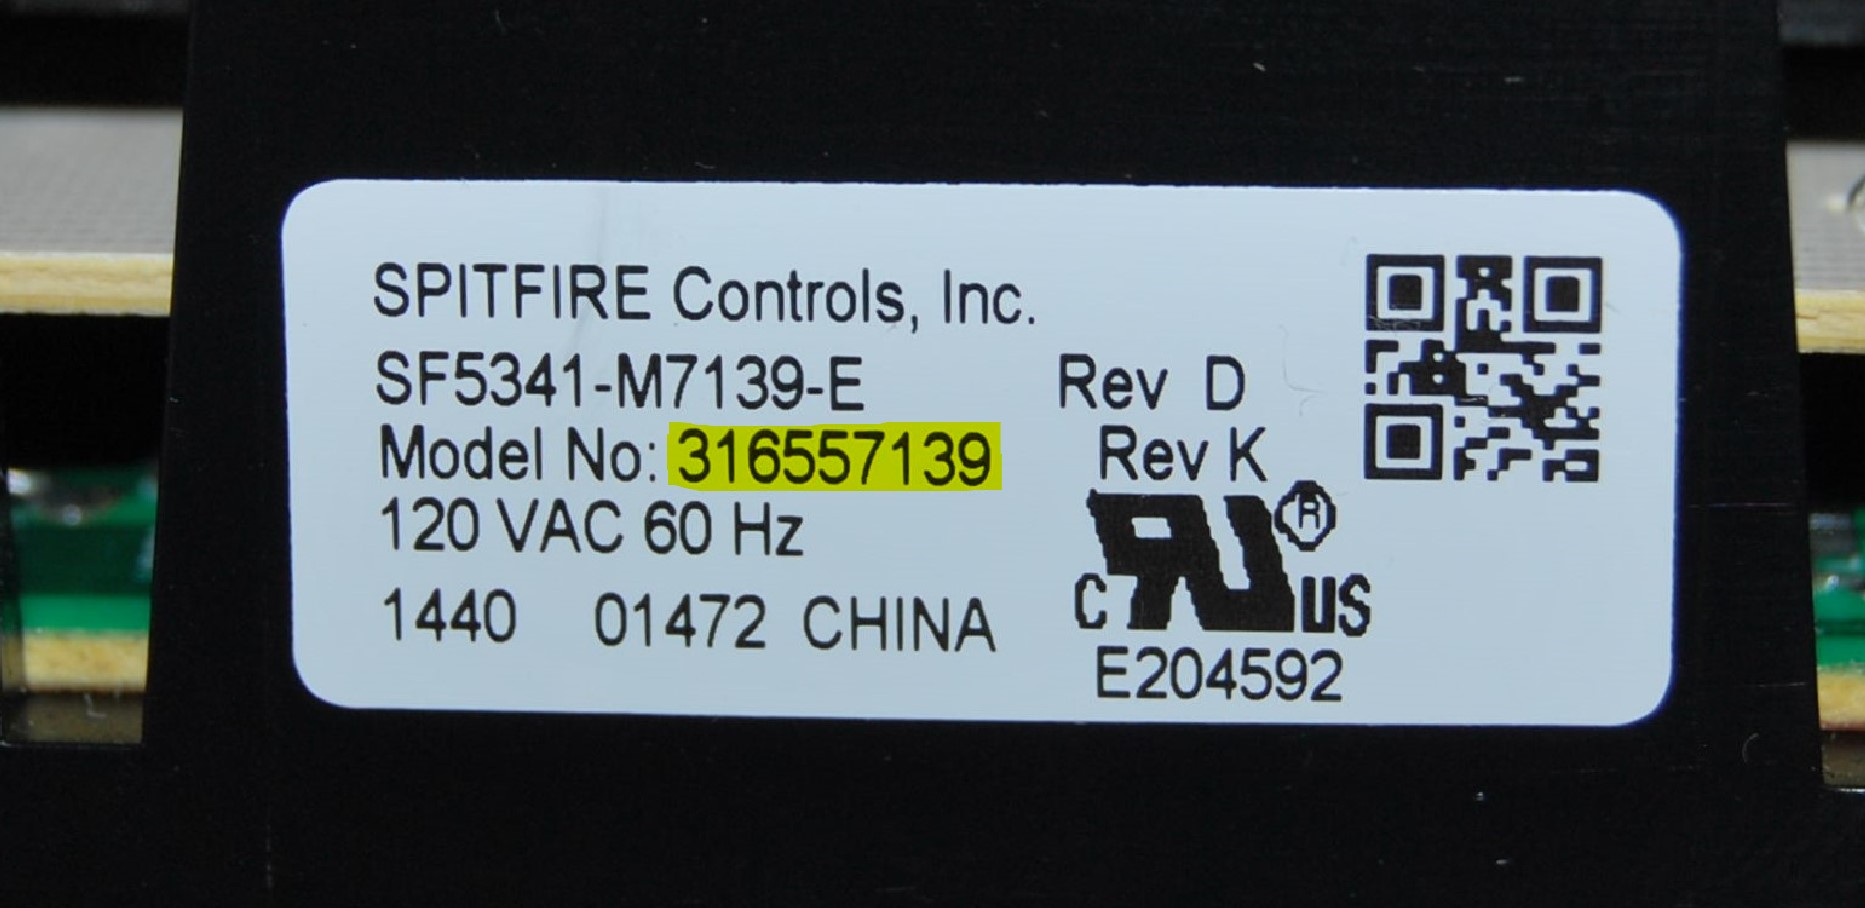 SPITFIRE Controls, Inc.
SF5341-M7139-E Rev D
Model No: 316557139 Rev K
120 VAC 60 Hz
1440 01472 CHINA
C RU ® US
E204592